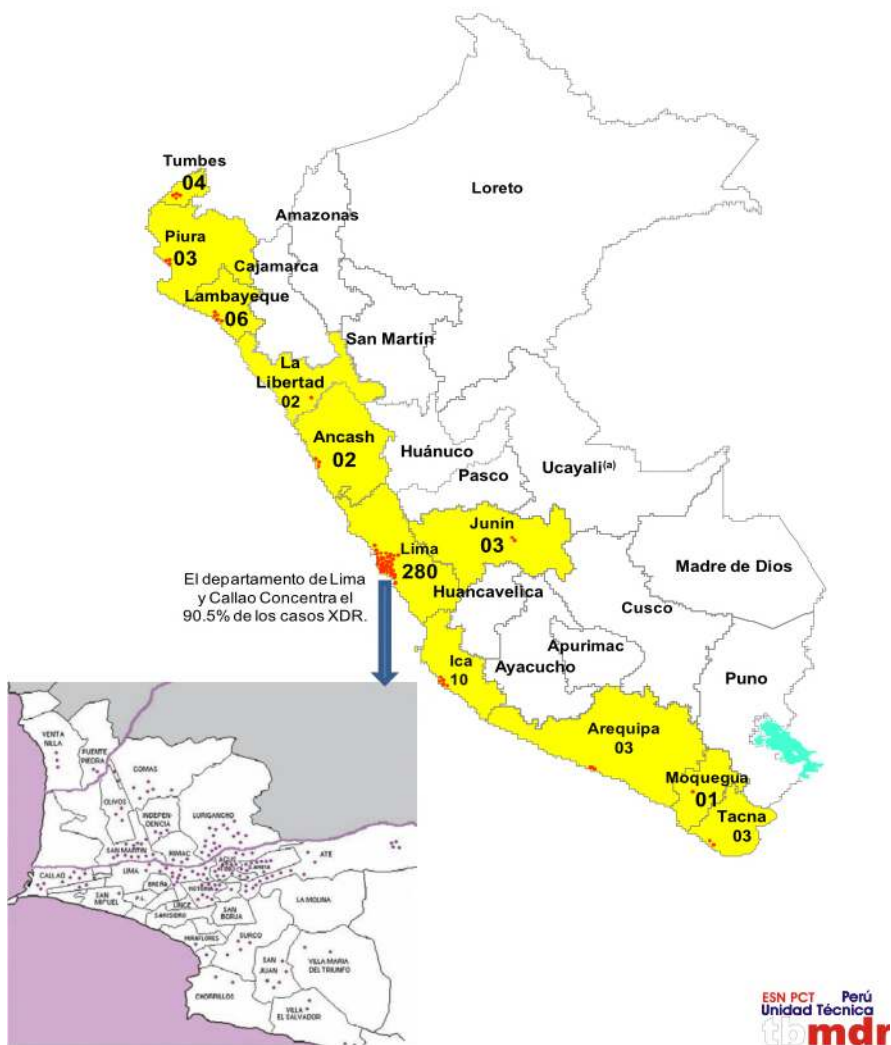 Tumbes
04
Piura
03
Lambayeque
06
Cajamarca
Amazonas
Loreto
San Martín
La
Libertad
02
Ancash
02
Huánuco
Pasco
Ucayali(a)
Junín
03
Lima
280
Huancavelica
Madre de Dios
Cusco
El departamento de Lima
y Callao Concentra el
90.5% de los casos XDR.
Ica
10
Ayacucho
Apurimac
Puno
Arequipa
03
Moquegua
01
Tacna
03
VENTA
NILLA
PUENTE
PIEDRA
COMAS
OLIVOS
INDEPEN-
DENCIA
LURIGANCHO
SAN MARTIN
RIMAC
ATE
CALLAO
LIMA
BREÑA
SAN
MIGUEL
P.L.
LINCE
SAN
BORJA
LA MOLINA
MIRAFLORES
SURCO
SAN
JUAN
VILLA MARIA
DEL TRIUNFO
CHORRILLOS
VILLA
EL SALVADOR
ESN PCT Perú
Unidad Técnica
tbmdr